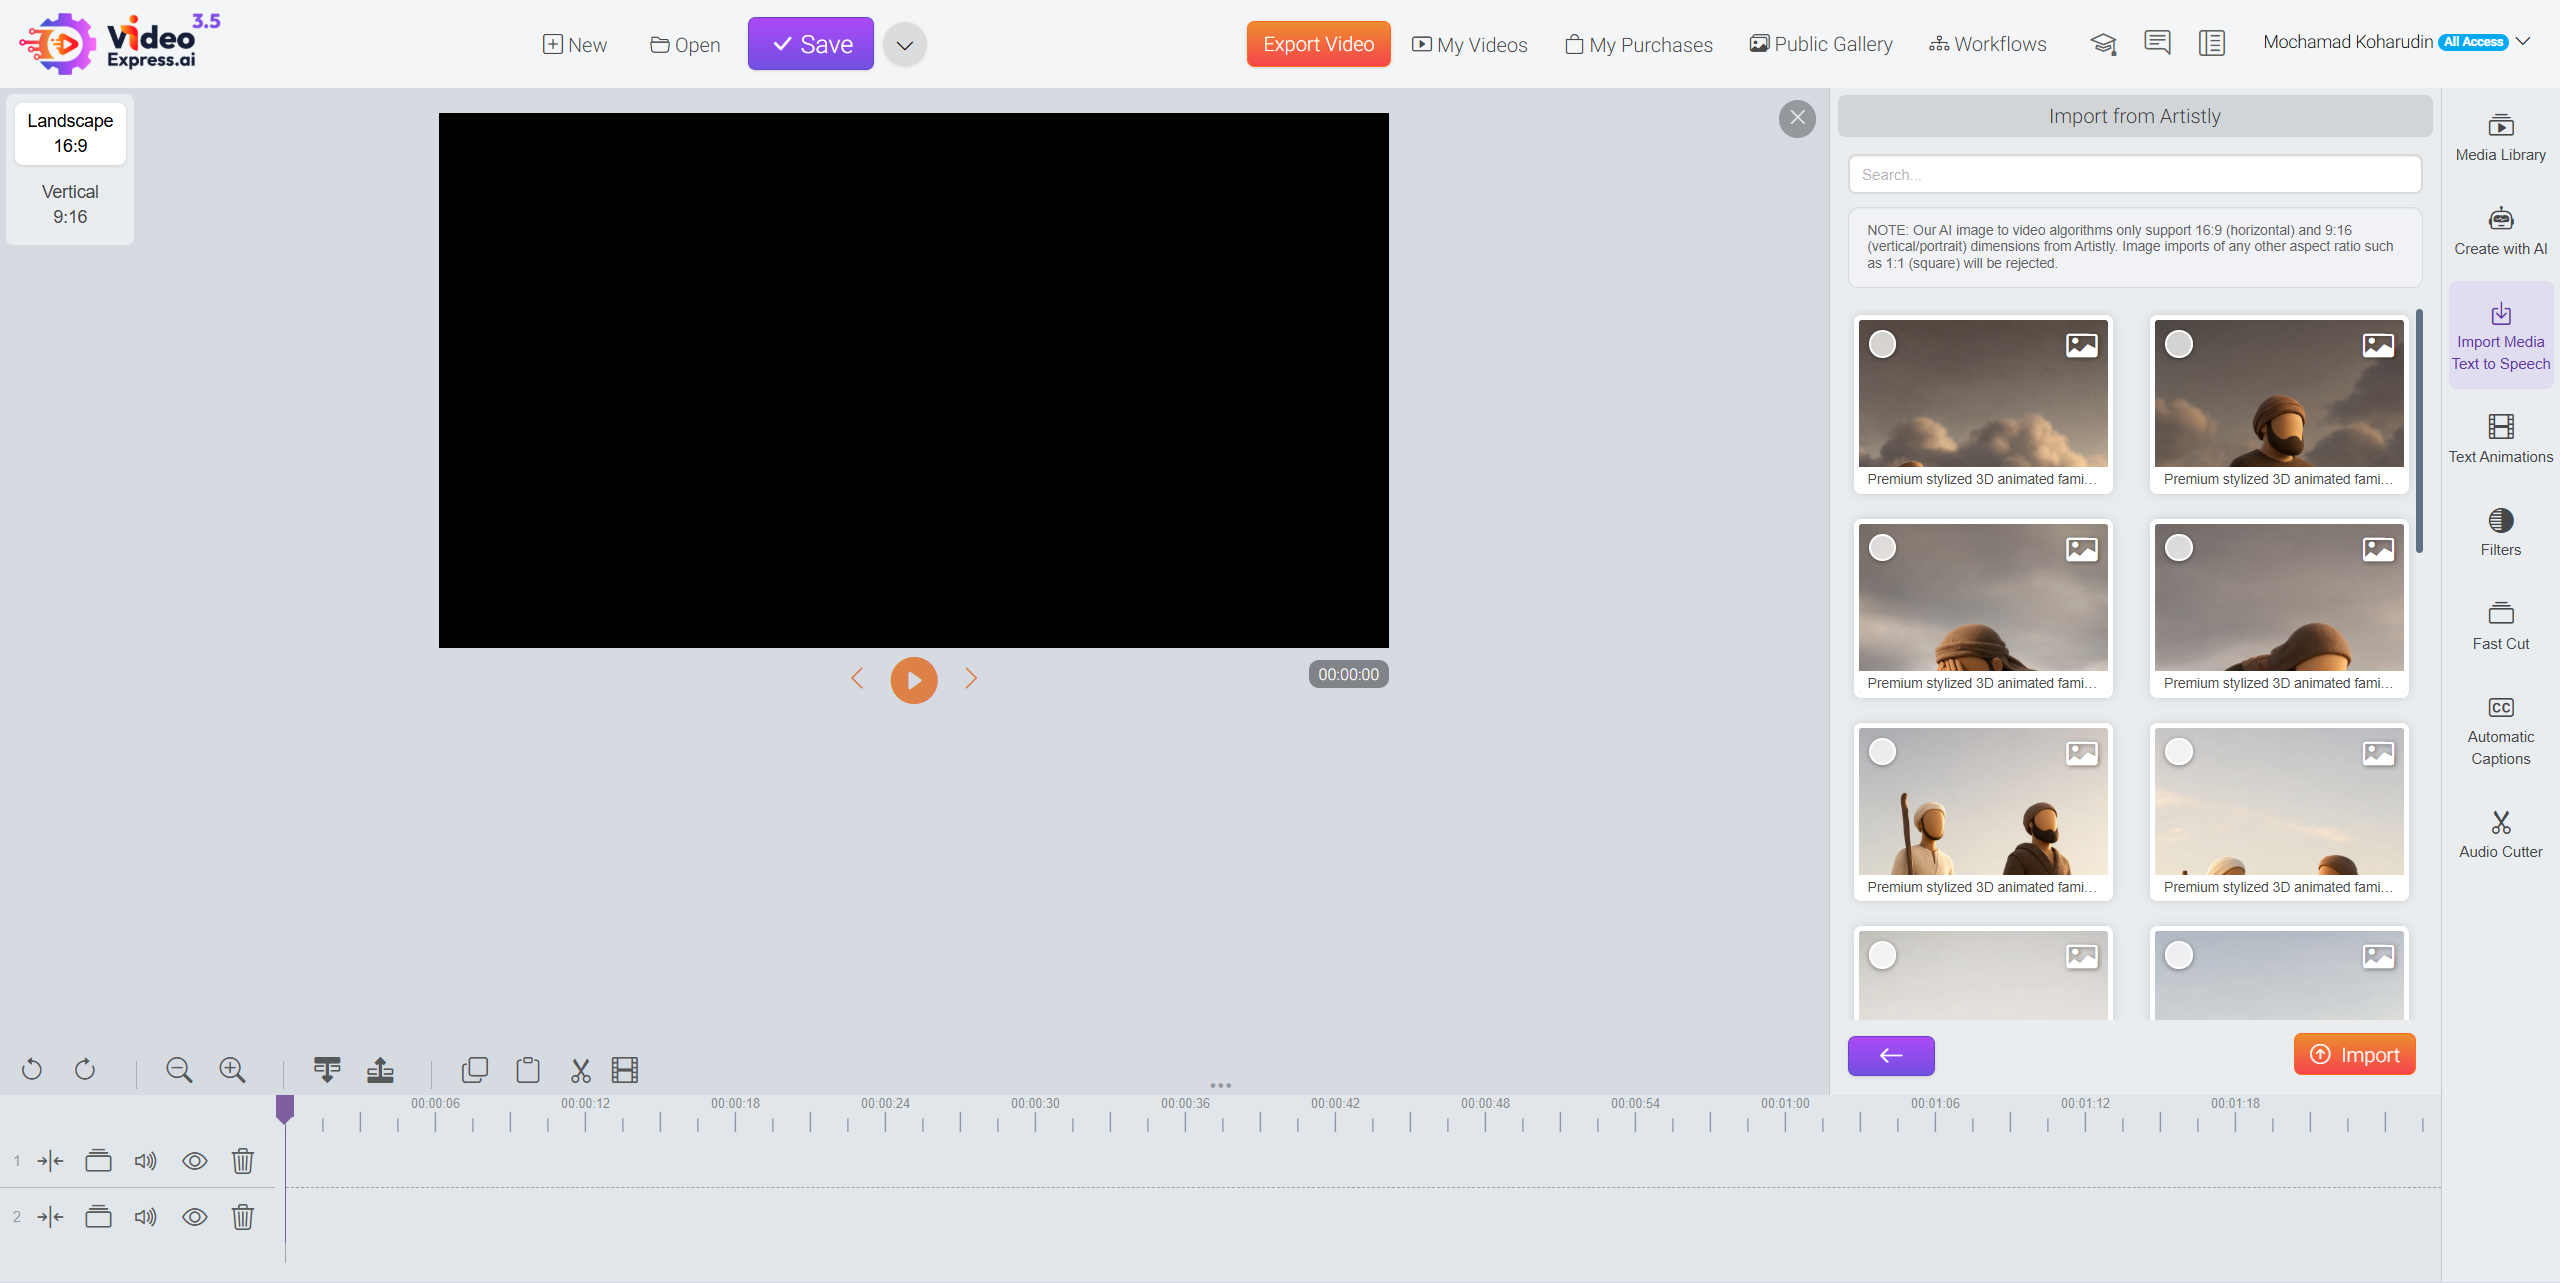 Video 3.5
Express.ai
New
Open
Save
Export Video
My Videos
My Purchases
Public Gallery
Workflows
Mochamad Koharudin
All Access
Landscape
16:9
Vertical
9:16
00:00:00
Import from Artistly
Search...
NOTE: Our AI image to video algorithms only support 16:9 (horizontal) and 9:16
(vertical/portrait) dimensions from Artistly. Image imports of any other aspect ratio such
as 1:1 (square) will be rejected.
Premium stylized 3D animated fami...
Premium stylized 3D animated fami...
Premium stylized 3D animated fami...
Premium stylized 3D animated fami...
Premium stylized 3D animated fami...
Premium stylized 3D animated fami...
Import
Media Library
Create with AI
Import Media
Text to Speech
Text Animations
Filters
Fast Cut
CC
Automatic
Captions
Audio Cutter
00:00:06
00:00:12
00:00:18
00:00:24
00:00:30
00:00:36
00:00:42
00:00:48
00:00:54
00:01:00
00:01:06
00:01:12
00:01:18
1
2